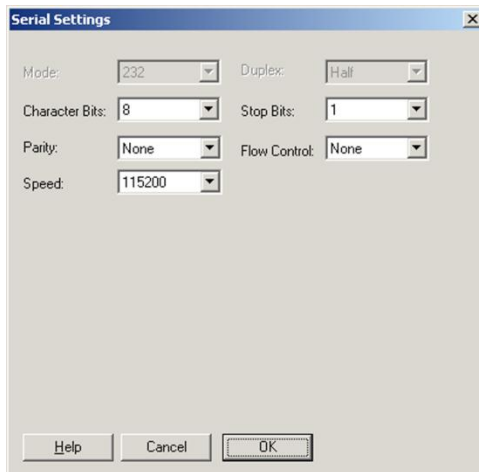 Serial Settings
Mode: 232 Duplex: Half
Character Bits: 8 Stop Bits: 1
Parity: None Flow Control: None
Speed: 115200
Help Cancel OK